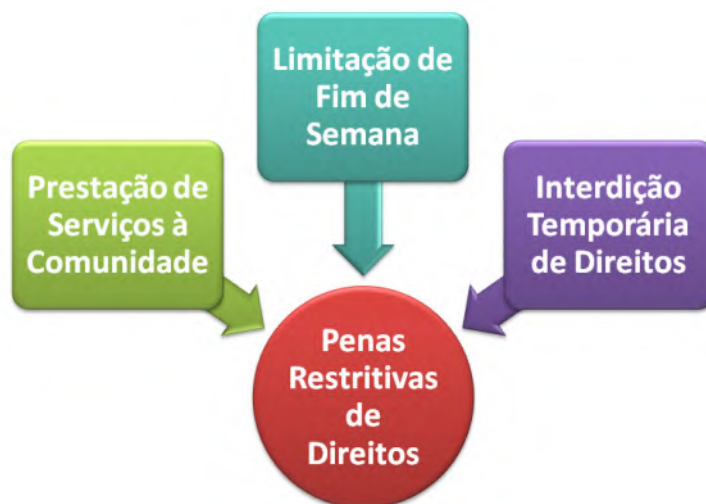 Limitação de
Fim de
Semana
Prestação de
Serviços à
Comunidade
Interdição
Temporária
de Direitos
Penas
Restritivas
de
Direitos